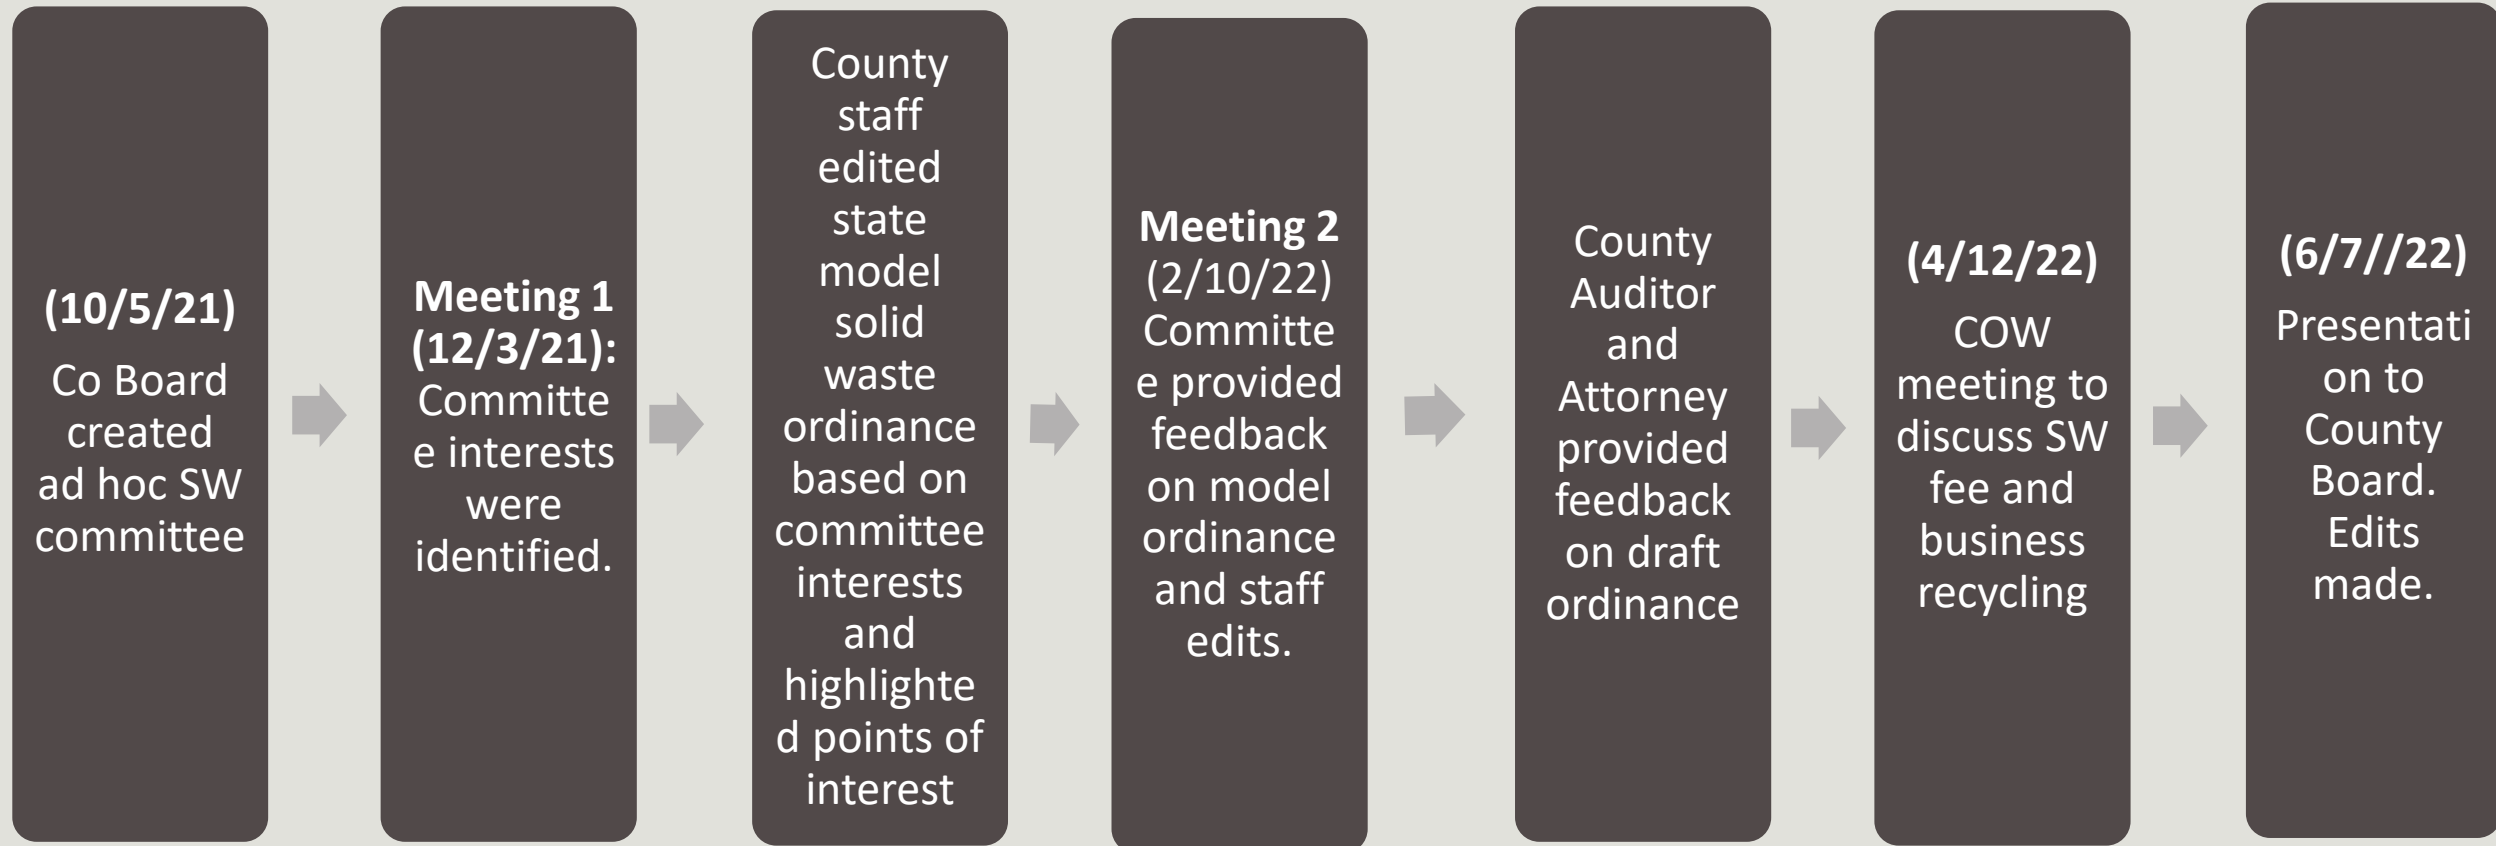 (10/5/21)
Co Board
created
ad hoc SW
committee
Meeting 1
(12/3/21):
Committe
e interests
were
identified.
County
staff
edited
state
model
solid
waste
ordinance
based on
committee
interests
and
highlighte
d points of
interest
Meeting 2
(2/10/22)
Committe
e provided
feedback
on model
ordinance
and staff
edits.
County
Auditor
and
Attorney
provided
feedback
on draft
ordinance
(4/12/22)
COW
meeting to
discuss SW
fee and
business
recycling
(6/7//22)
Presentati
on to
County
Board.
Edits
made.